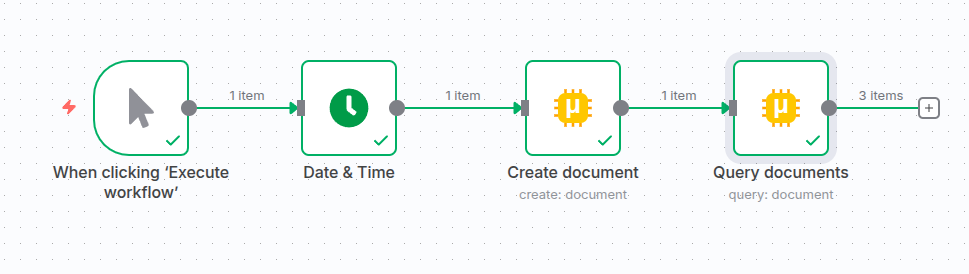 1 item
1 item
1 item
3 items
When clicking ‘Execute
workflow’
Date & Time
Create document
create: document
Query documents
query: document